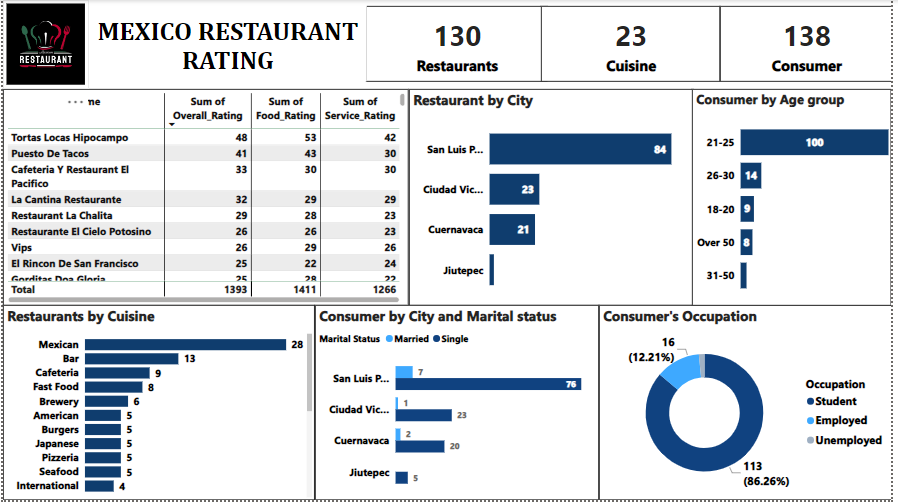 RESTAURANT
MEXICO RESTAURANT
RATING
130
Restaurants
23
Cuisine
138
Consumer
... me
Sum of
Overall_Rating
Sum of
Food_Rating
Sum of
Service_Rating
Tortas Locas Hipocampo 48 53 42
Puesto De Tacos 41 43 30
Cafeteria Y Restaurant El
Pacifico 33 30 30
La Cantina Restaurante 32 29 29
Restaurant La Chalita 29 28 23
Restaurante El Cielo Potosino 26 26 23
Vips 26 29 26
El Rincon De San Francisco 25 22 24
Gorditas Doa Gloria 25 28 22
Total 1393 1411 1266
Restaurant by City
San Luis P... 84
Ciudad Vic... 23
Cuernavaca 21
Jiutepec
Consumer by Age group
21-25 100
26-30 14
18-20 9
Over 50 8
31-50
Restaurants by Cuisine
Mexican 28
Bar 13
Cafeteria 9
Fast Food 8
Brewery 6
American 5
Burgers 5
Japanese 5
Pizzeria 5
Seafood 5
International 4
Consumer by City and Marital status
Marital Status Married Single
San Luis P... 7 76
Ciudad Vic... 1 23
Cuernavaca 2 20
Jiutepec 5
Consumer's Occupation
16
(12.21%)
113
(86.26%)
Occupation
Student
Employed
Unemployed